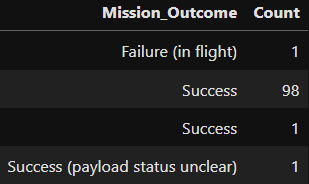 Mission_Outcome Count
Failure (in flight) 1
Success 98
Success 1
Success (payload status unclear) 1